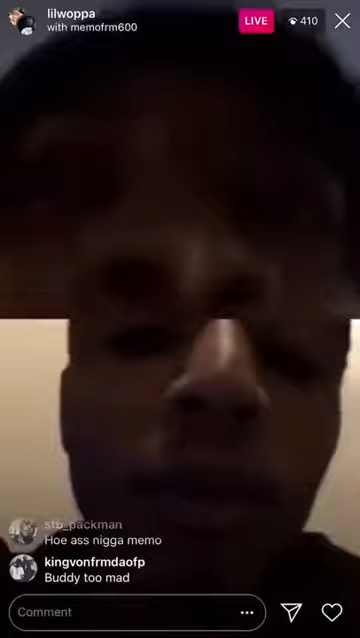 lilwoppa
with memofrm600
LIVE
410
stb_packman
Hoe ass nigga memo
kingvonfrmdaofp
Buddy too mad
Comment